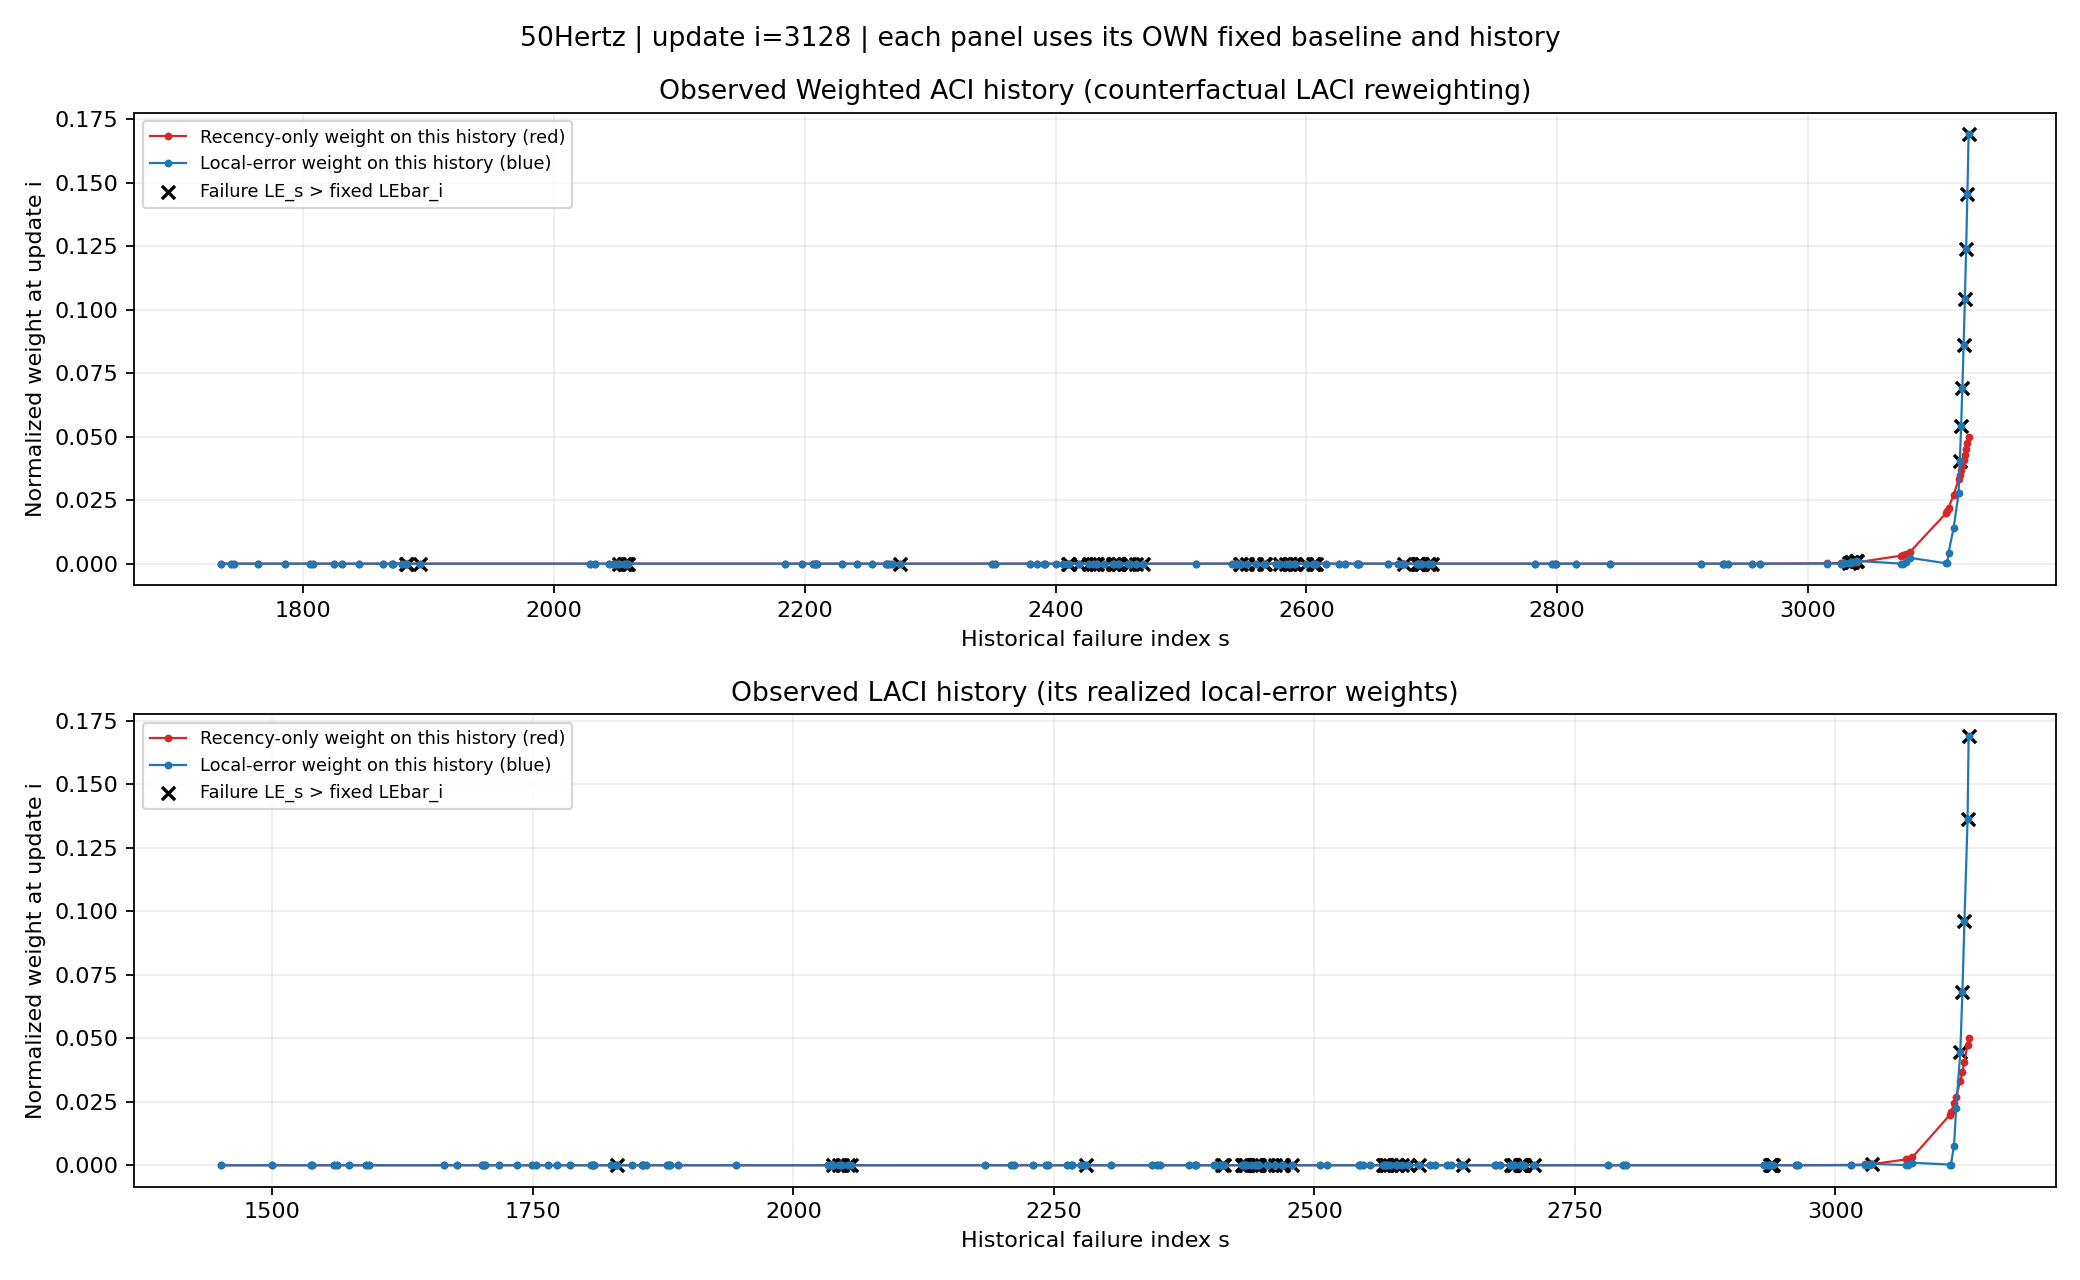 50Hertz | update i=3128 | each panel uses its OWN fixed baseline and history
Observed Weighted ACI history (counterfactual LACI reweighting)
Normalized weight at update i
0.175
0.150
0.125
0.100
0.075
0.050
0.025
0.000
Recency-only weight on this history (red)
Local-error weight on this history (blue)
Failure LE_s > fixed LEbar_i
1800
2000
2200
2400
2600
2800
3000
Historical failure index s
Observed LACI history (its realized local-error weights)
Normalized weight at update i
0.175
0.150
0.125
0.100
0.075
0.050
0.025
0.000
Recency-only weight on this history (red)
Local-error weight on this history (blue)
Failure LE_s > fixed LEbar_i
1500
1750
2000
2250
2500
2750
3000
Historical failure index s